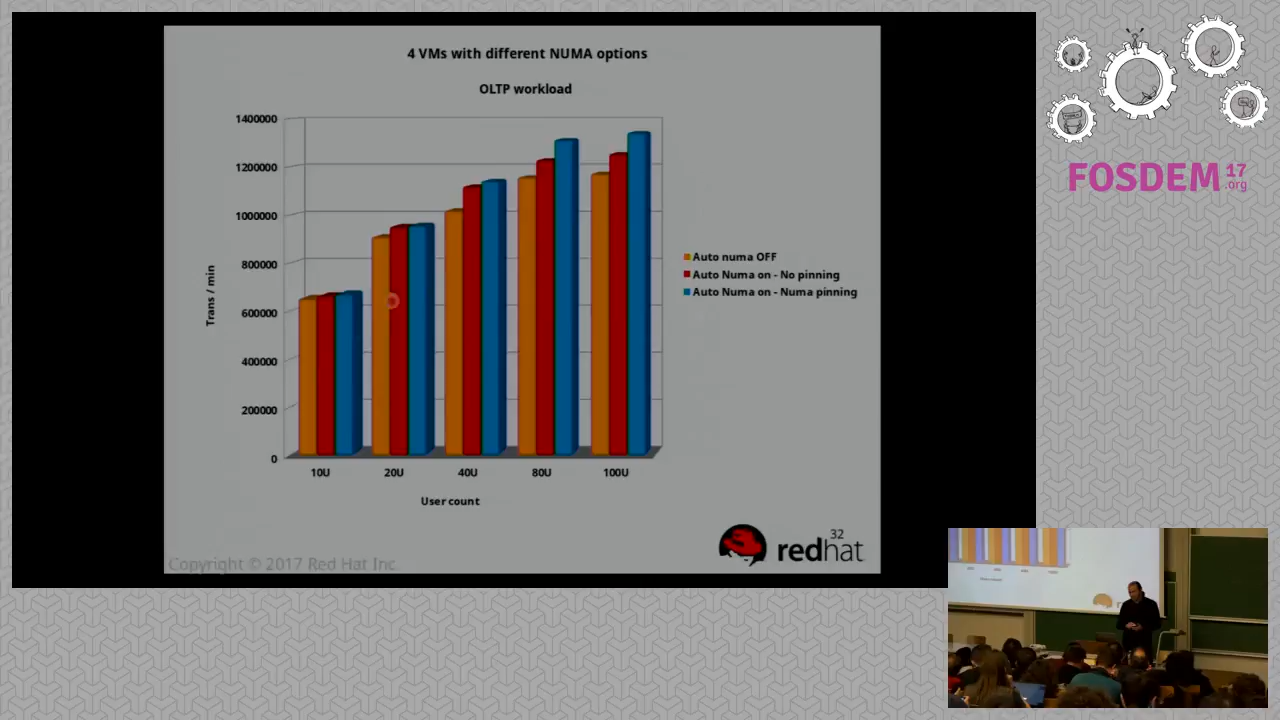 4 VMs with different NUMA options
OLTP workload
1400000
1200000
1000000
800000
600000
400000
200000
0
Trans / min
10U
20U
40U
80U
100U
User count
Auto numa OFF
Auto Numa on - No pinning
Auto Numa on - Numa pinning
32
redhat
Copyright © 2017 Red Hat Inc.
FOSDEM 17
.org